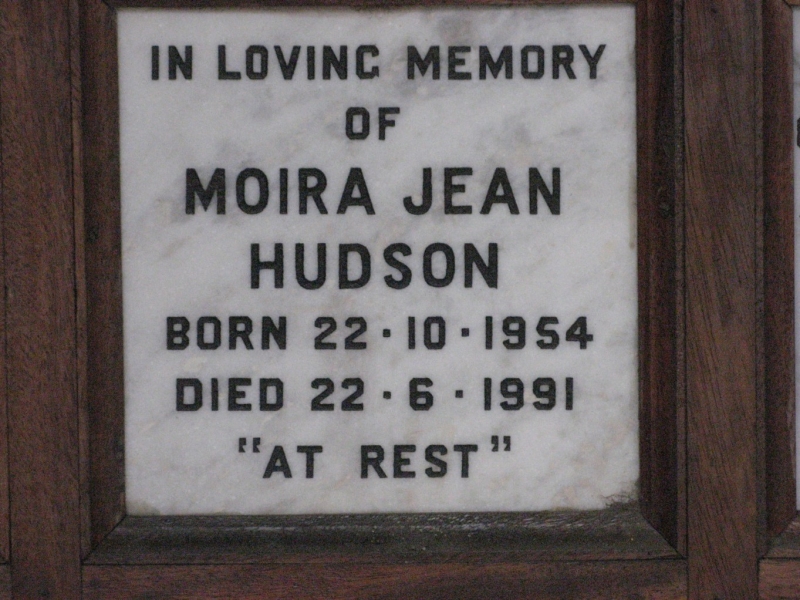 IN LOVING MEMORY
OF
MOIRA JEAN
HUDSON
BORN 22·10·1954
DIED 22·6·1991
"AT REST"